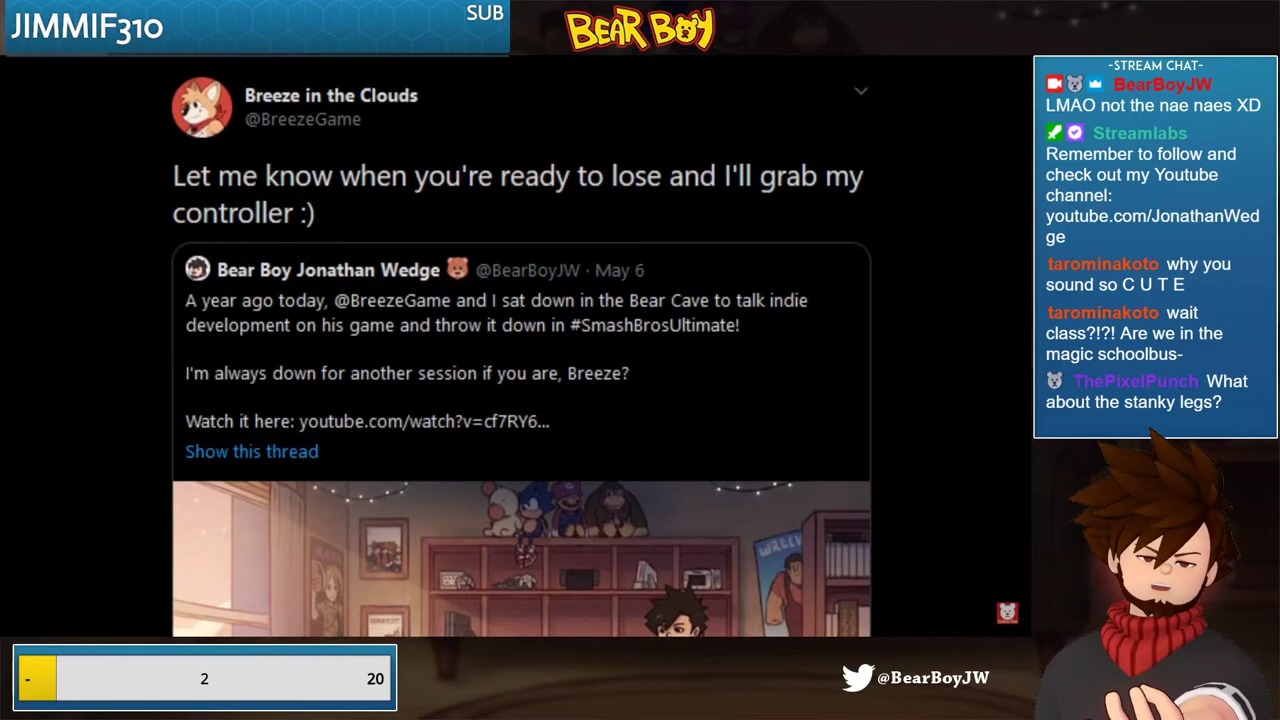 JIMMIF310
SUB
BEAR BOY
Breeze in the Clouds
@BreezeGame
Let me know when you're ready to lose and I'll grab my
controller :)
Bear Boy Jonathan Wedge @BearBoyJW · May 6
A year ago today, @BreezeGame and I sat down in the Bear Cave to talk indie
development on his game and throw it down in #SmashBrosUltimate!
I'm always down for another session if you are, Breeze?
Watch it here: youtube.com/watch?v=cf7RY6...
Show this thread
WRECK
-STREAM CHAT-
BearBoyJW
LMAO not the nae naes XD
Streamlabs
Remember to follow and
check out my Youtube
channel:
youtube.com/JonathanWed
ge
tarominakoto why you
sound so C U T E
tarominakoto wait
class?!?! Are we in the
magic schoolbus-
ThePixelPunch What
about the stanky legs?
- 2 20
@BearBoyJW